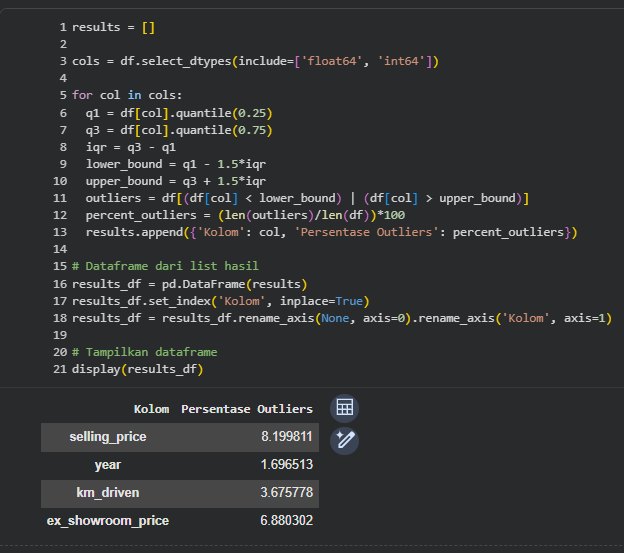 1 results = []
2
3 cols = df.select_dtypes(include=['float64', 'int64'])
4
5 for col in cols:
6   q1 = df[col].quantile(0.25)
7   q3 = df[col].quantile(0.75)
8   iqr = q3 - q1
9   lower_bound = q1 - 1.5*iqr
10   upper_bound = q3 + 1.5*iqr
11   outliers = df[(df[col] < lower_bound) | (df[col] > upper_bound)]
12   percent_outliers = (len(outliers)/len(df))*100
13   results.append({'Kolom': col, 'Persentase Outliers': percent_outliers})
14
15 # Dataframe dari list hasil
16 results_df = pd.DataFrame(results)
17 results_df.set_index('Kolom', inplace=True)
18 results_df = results_df.rename_axis(None, axis=0).rename_axis('Kolom', axis=1)
19
20 # Tampilkan dataframe
21 display(results_df)
Kolom Persentase Outliers
selling_price 8.199811
year 1.696513
km_driven 3.675778
ex_showroom_price 6.880302